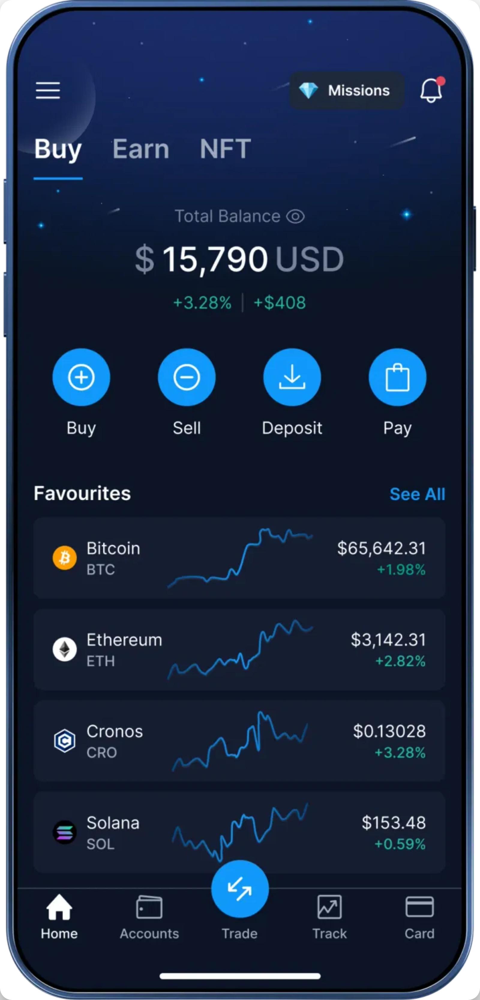 Missions
Buy Earn NFT
Total Balance
$ 15,790 USD
+3.28% | +$408
Buy Sell Deposit Pay
Favourites See All
Bitcoin $65,642.31
BTC +1.98%
Ethereum $3,142.31
ETH +2.82%
Cronos $0.13028
CRO +3.28%
Solana $153.48
SOL +0.59%
Home Accounts Trade Track Card